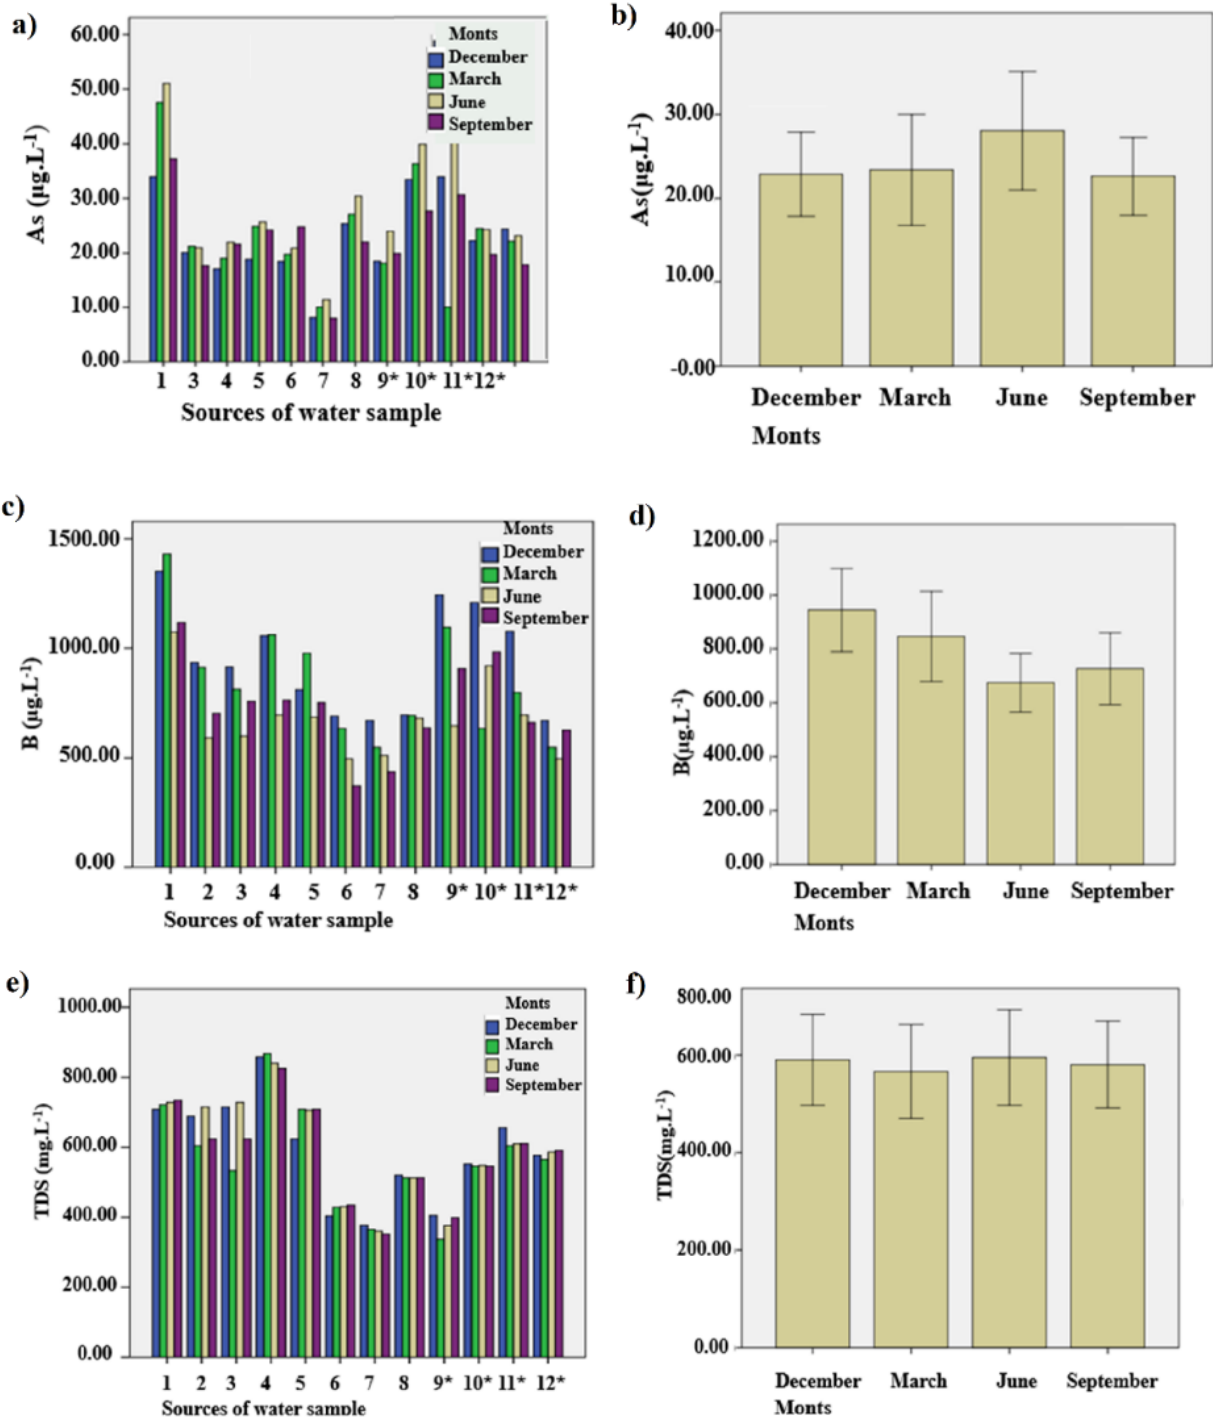 a)
60.00
50.00
40.00
30.00
20.00
10.00
0.00
As (µg.L-1)
Monts
December
March
June
September
1 3 4 5 6 7 8 9* 10* 11* 12*
Sources of water sample
b)
40.00
30.00
20.00
10.00
-0.00
As(µg.L-1)
December March June September
Monts
c)
1500.00
1000.00
500.00
0.00
B (µg.L-1)
Monts
December
March
June
September
1 2 3 4 5 6 7 8 9* 10* 11* 12*
Sources of water sample
d)
1200.00
1000.00
800.00
600.00
400.00
200.00
0.00
B(µg.L-1)
December March June September
Monts
e)
1000.00
800.00
600.00
400.00
200.00
0.00
TDS (mg.L-1)
Monts
December
March
June
September
1 2 3 4 5 6 7 8 9* 10* 11* 12*
Sources of water sample
f)
800.00
600.00
400.00
200.00
0.00
TDS(mg.L-1)
December March June September
Monts